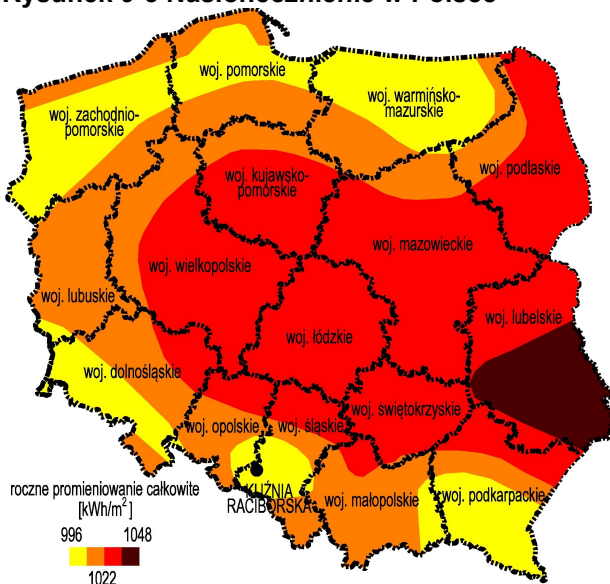 woj. pomorskie
woj. warmińsko-
mazurskie
woj. zachodnio-
pomorskie
woj. podlaskie
woj. kujawsko-
pomorskie
woj. mazowieckie
woj. wielkopolskie
woj. lubuskie
woj. lubelskie
woj. łódzkie
woj. dolnośląskie
woj. świętokrzyskie
woj. opolskie
woj. śląskie
KUŹNIA
RACIBORSKA
woj. małopolskie
woj. podkarpackie
roczne promieniowanie całkowite
[kWh/m²]
996 1048
1022